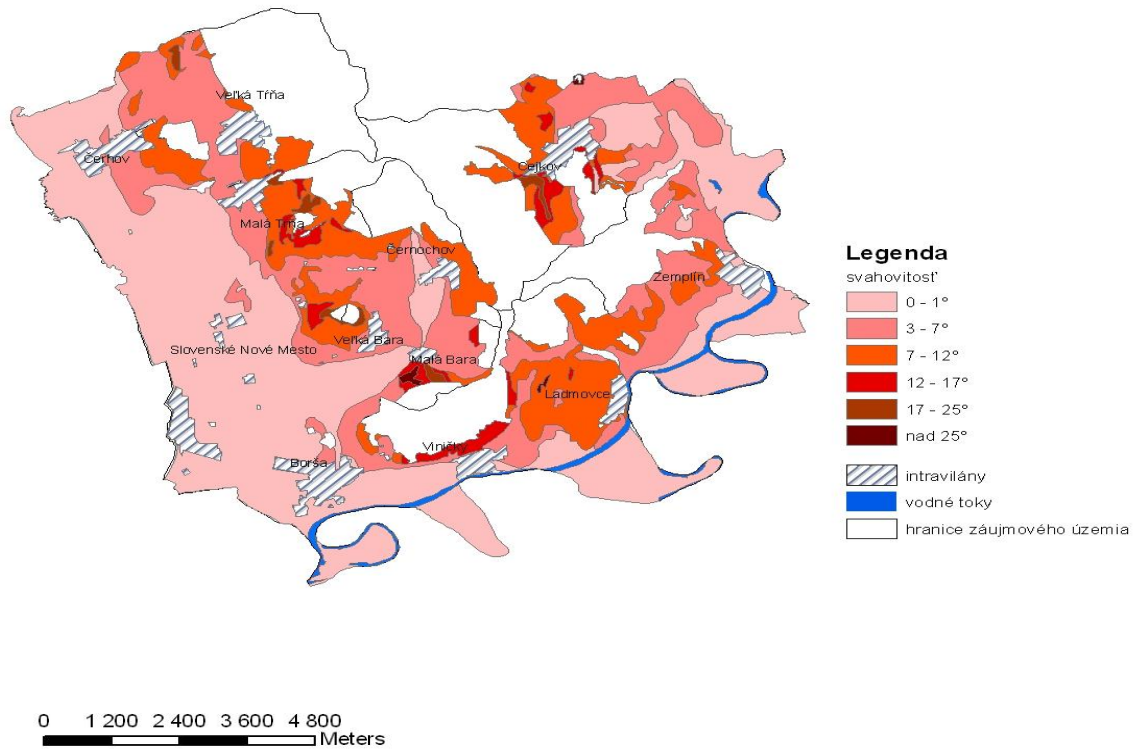 Veľká Tŕňa
Čerhov
Cejkov
Malá Tŕňa
Černochov
Zemplín
Slovenské Nové Mesto
Veľká Bara
Malá Bara
Ladmovce
Viničky
Borša
Legenda
svahovitosť
0 - 1°
3 - 7°
7 - 12°
12 - 17°
17 - 25°
nad 25°
intravilány
vodné toky
hranice záujmového územia
0 1 200 2 400 3 600 4 800
Meters